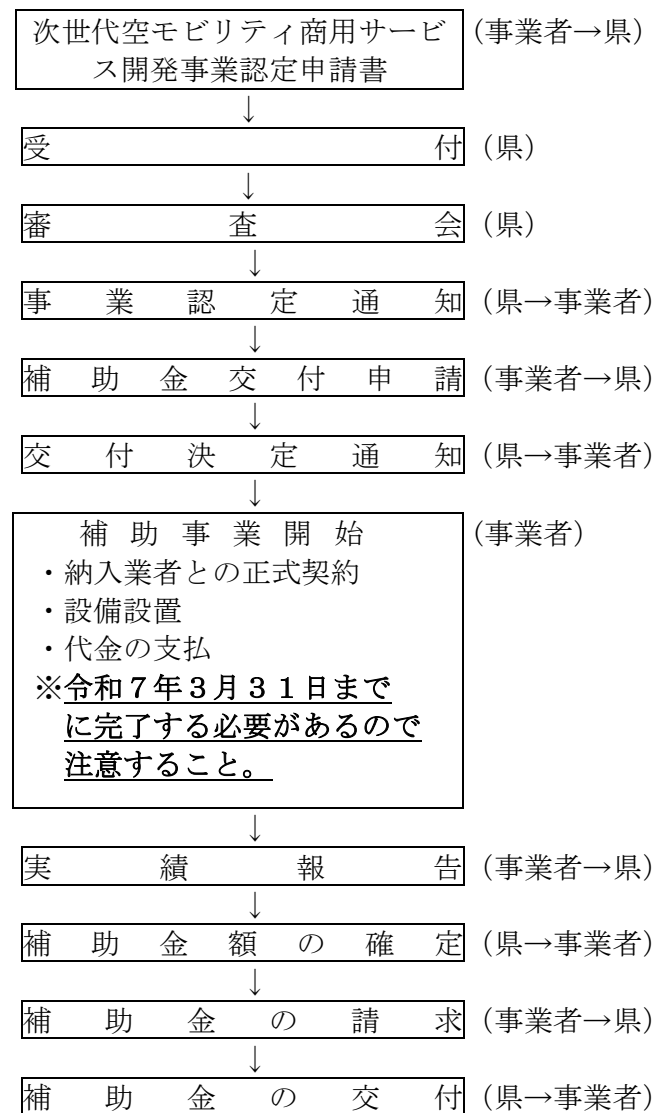 次世代空モビリティ商用サービ （事業者→県）
ス開発事業認定申請書
↓
受付 （県）
↓
審査会 （県）
↓
事業認定通知 （県→事業者）
↓
補助金交付申請 （事業者→県）
↓
交付決定通知 （県→事業者）
↓
補助事業開始 （事業者）
・納入業者との正式契約
・設備設置
・代金の支払
※令和７年３月３１日まで
に完了する必要があるので
注意すること。
↓
実績報告 （事業者→県）
↓
補助金額の確定 （県→事業者）
↓
補助金の請求 （事業者→県）
↓
補助金の交付 （県→事業者）